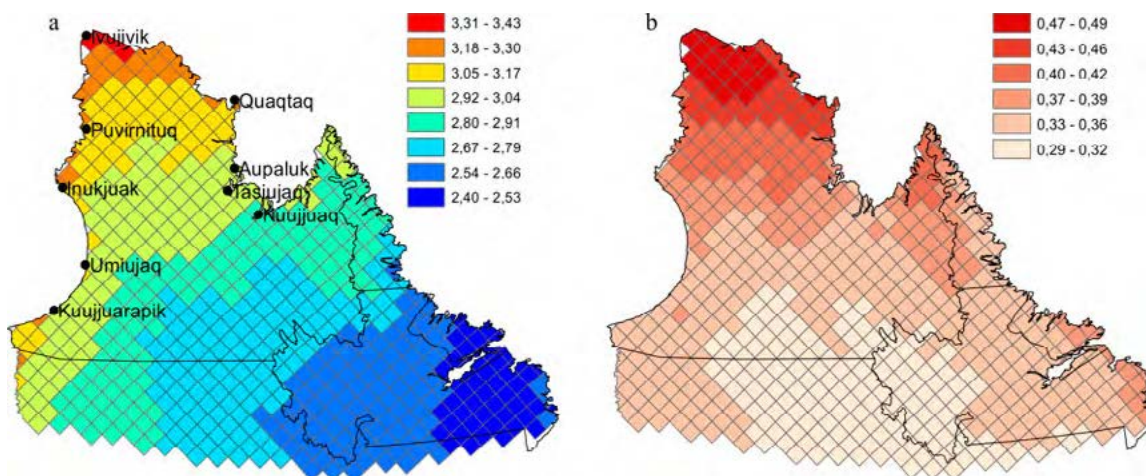 a
3,31 - 3,43
3,18 - 3,30
3,05 - 3,17
2,92 - 3,04
2,80 - 2,91
2,67 - 2,79
2,54 - 2,66
2,40 - 2,53
Ivujivik
Quaqtaq
Puvirnituq
Aupaluk
Inukjuak
Tasiujaq
Kuujjuaq
Umiujaq
Kuujjuarapik
b
0,47 - 0,49
0,43 - 0,46
0,40 - 0,42
0,37 - 0,39
0,33 - 0,36
0,29 - 0,32